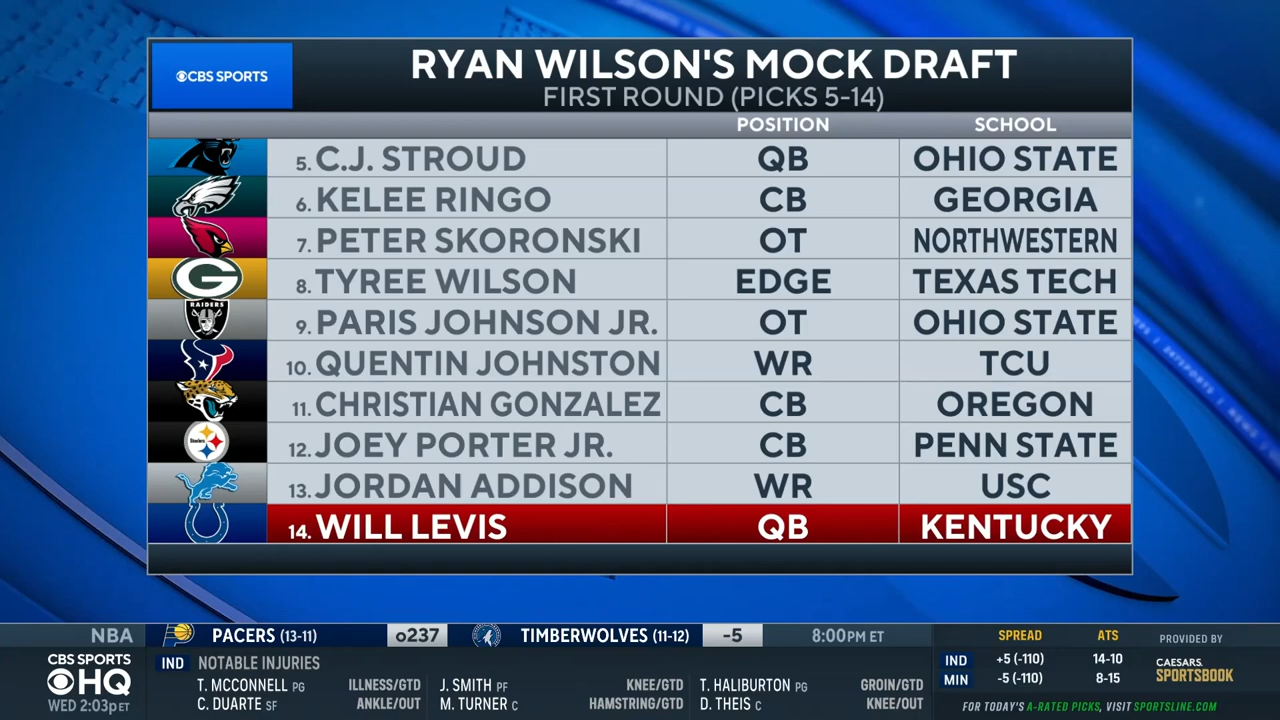 CBS SPORTS
RYAN WILSON'S MOCK DRAFT
FIRST ROUND (PICKS 5-14)
POSITION SCHOOL
5. C.J. STROUD QB OHIO STATE
6. KELEE RINGO CB GEORGIA
7. PETER SKORONSKI OT NORTHWESTERN
G 8. TYREE WILSON EDGE TEXAS TECH
RAIDERS 9. PARIS JOHNSON JR. OT OHIO STATE
10. QUENTIN JOHNSTON WR TCU
11. CHRISTIAN GONZALEZ CB OREGON
Steelers 12. JOEY PORTER JR. CB PENN STATE
13. JORDAN ADDISON WR USC
14. WILL LEVIS QB KENTUCKY
NBA PACERS (13-11) o237 TIMBERWOLVES (11-12) -5 8:00PM ET
CBS SPORTS
HQ
WED 2:03PM ET
IND NOTABLE INJURIES
T. MCCONNELL PG ILLNESS/GTD J. SMITH PF KNEE/GTD T. HALIBURTON PG GROIN/GTD
C. DUARTE SF ANKLE/OUT M. TURNER C HAMSTRING/GTD D. THEIS C KNEE/OUT
SPREAD ATS PROVIDED BY
IND +5 (-110) 14-10 CAESARS
MIN -5 (-110) 8-15 SPORTSBOOK
FOR TODAY'S A-RATED PICKS, VISIT SPORTSLINE.COM